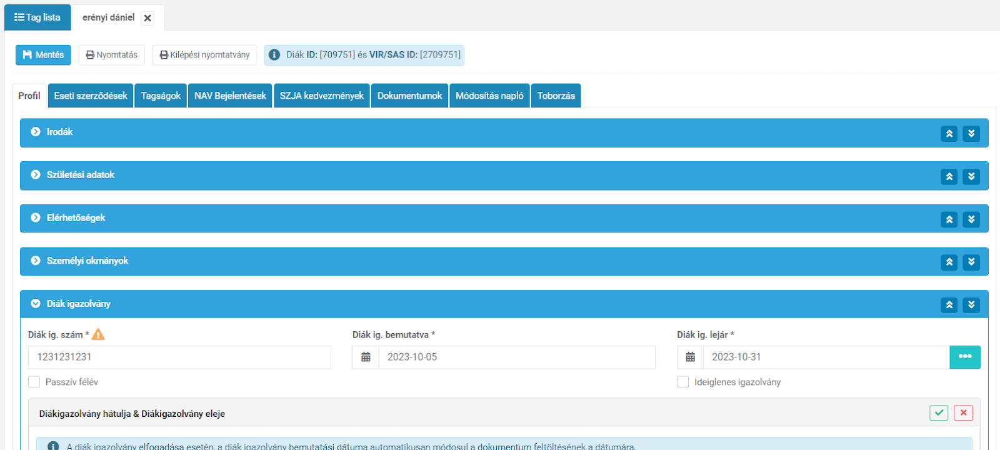 Tag lista
erényi dániel
Mentés
Nyomtatás
Kilépési nyomtatvány
Diák ID: [709751] és VIR/SAS ID: [2709751]
Profil
Eseti szerződések
Tagságok
NAV Bejelentések
SZJA kedvezmények
Dokumentumok
Módosítás napló
Toborzás
Irodák
Születési adatok
Elérhetőségek
Személyi okmányok
Diák igazolvány
Diák ig. szám *
Diák ig. bemutatva *
Diák ig. lejár *
1231231231
2023-10-05
2023-10-31
Passzív félév
Ideiglenes igazolvány
Diákigazolvány hátulja & Diákigazolvány eleje
A diák igazolvány elfogadása esetén, a diák igazolvány bemutatási dátuma automatikusan módosul a dokumentum feltöltésének a dátumára.